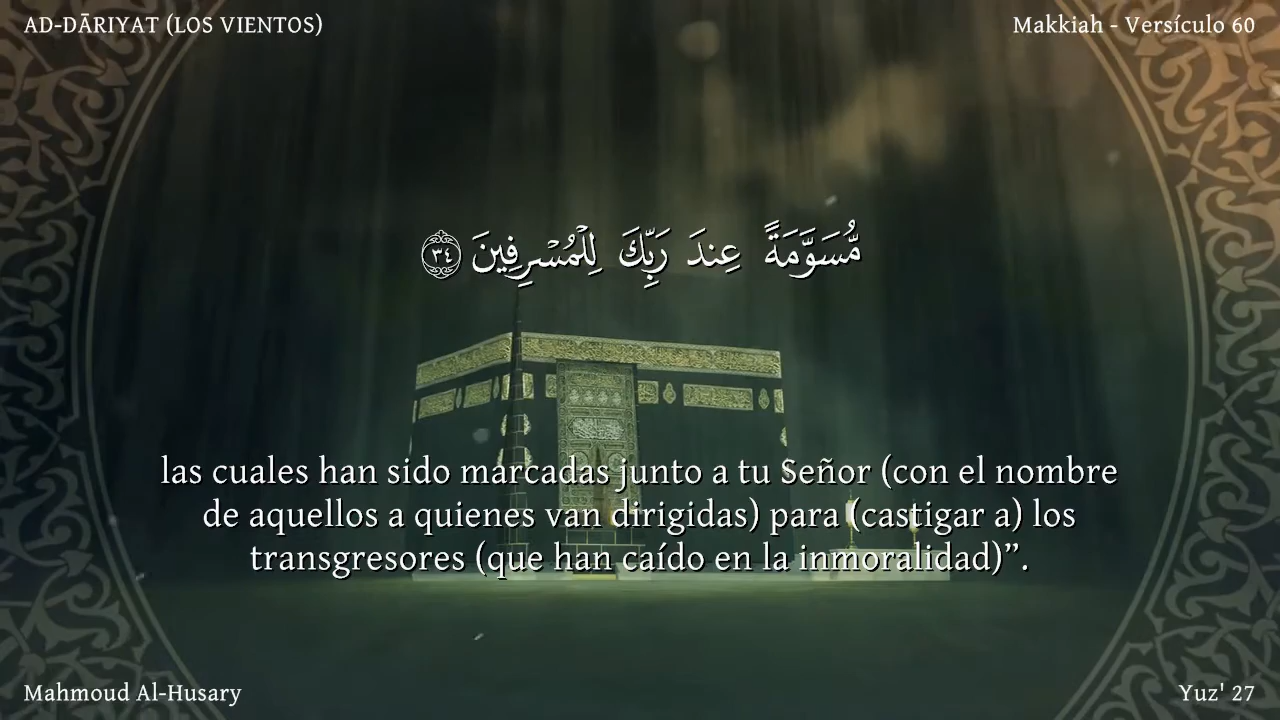 AD-DĀRIYAT (LOS VIENTOS)
Makkiah - Versículo 60
مُّسَوَّمَةً عِندَ رَبِّكَ لِلْمُسْرِفِينَ ٣٤
las cuales han sido marcadas junto a tu Señor (con el nombre
de aquellos a quienes van dirigidas) para (castigar a) los
transgresores (que han caído en la inmoralidad)”.
Mahmoud Al-Husary
Yuz' 27